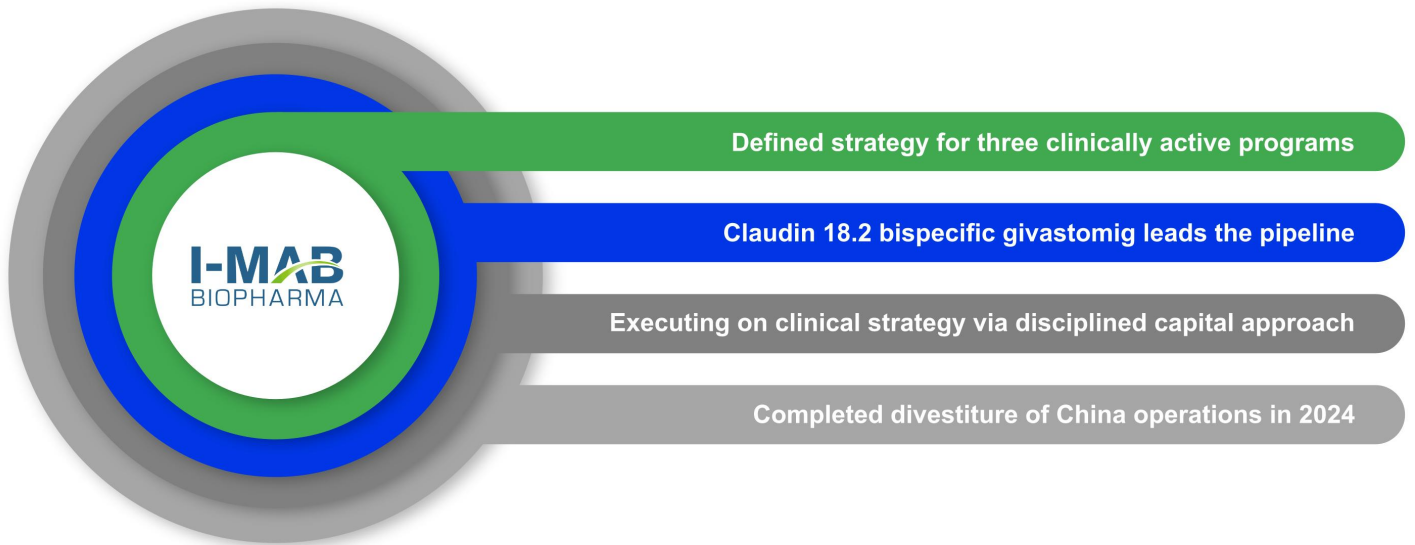 I-MAB
BIOPHARMA
Defined strategy for three clinically active programs
Claudin 18.2 bispecific givastomig leads the pipeline
Executing on clinical strategy via disciplined capital approach
Completed divestiture of China operations in 2024